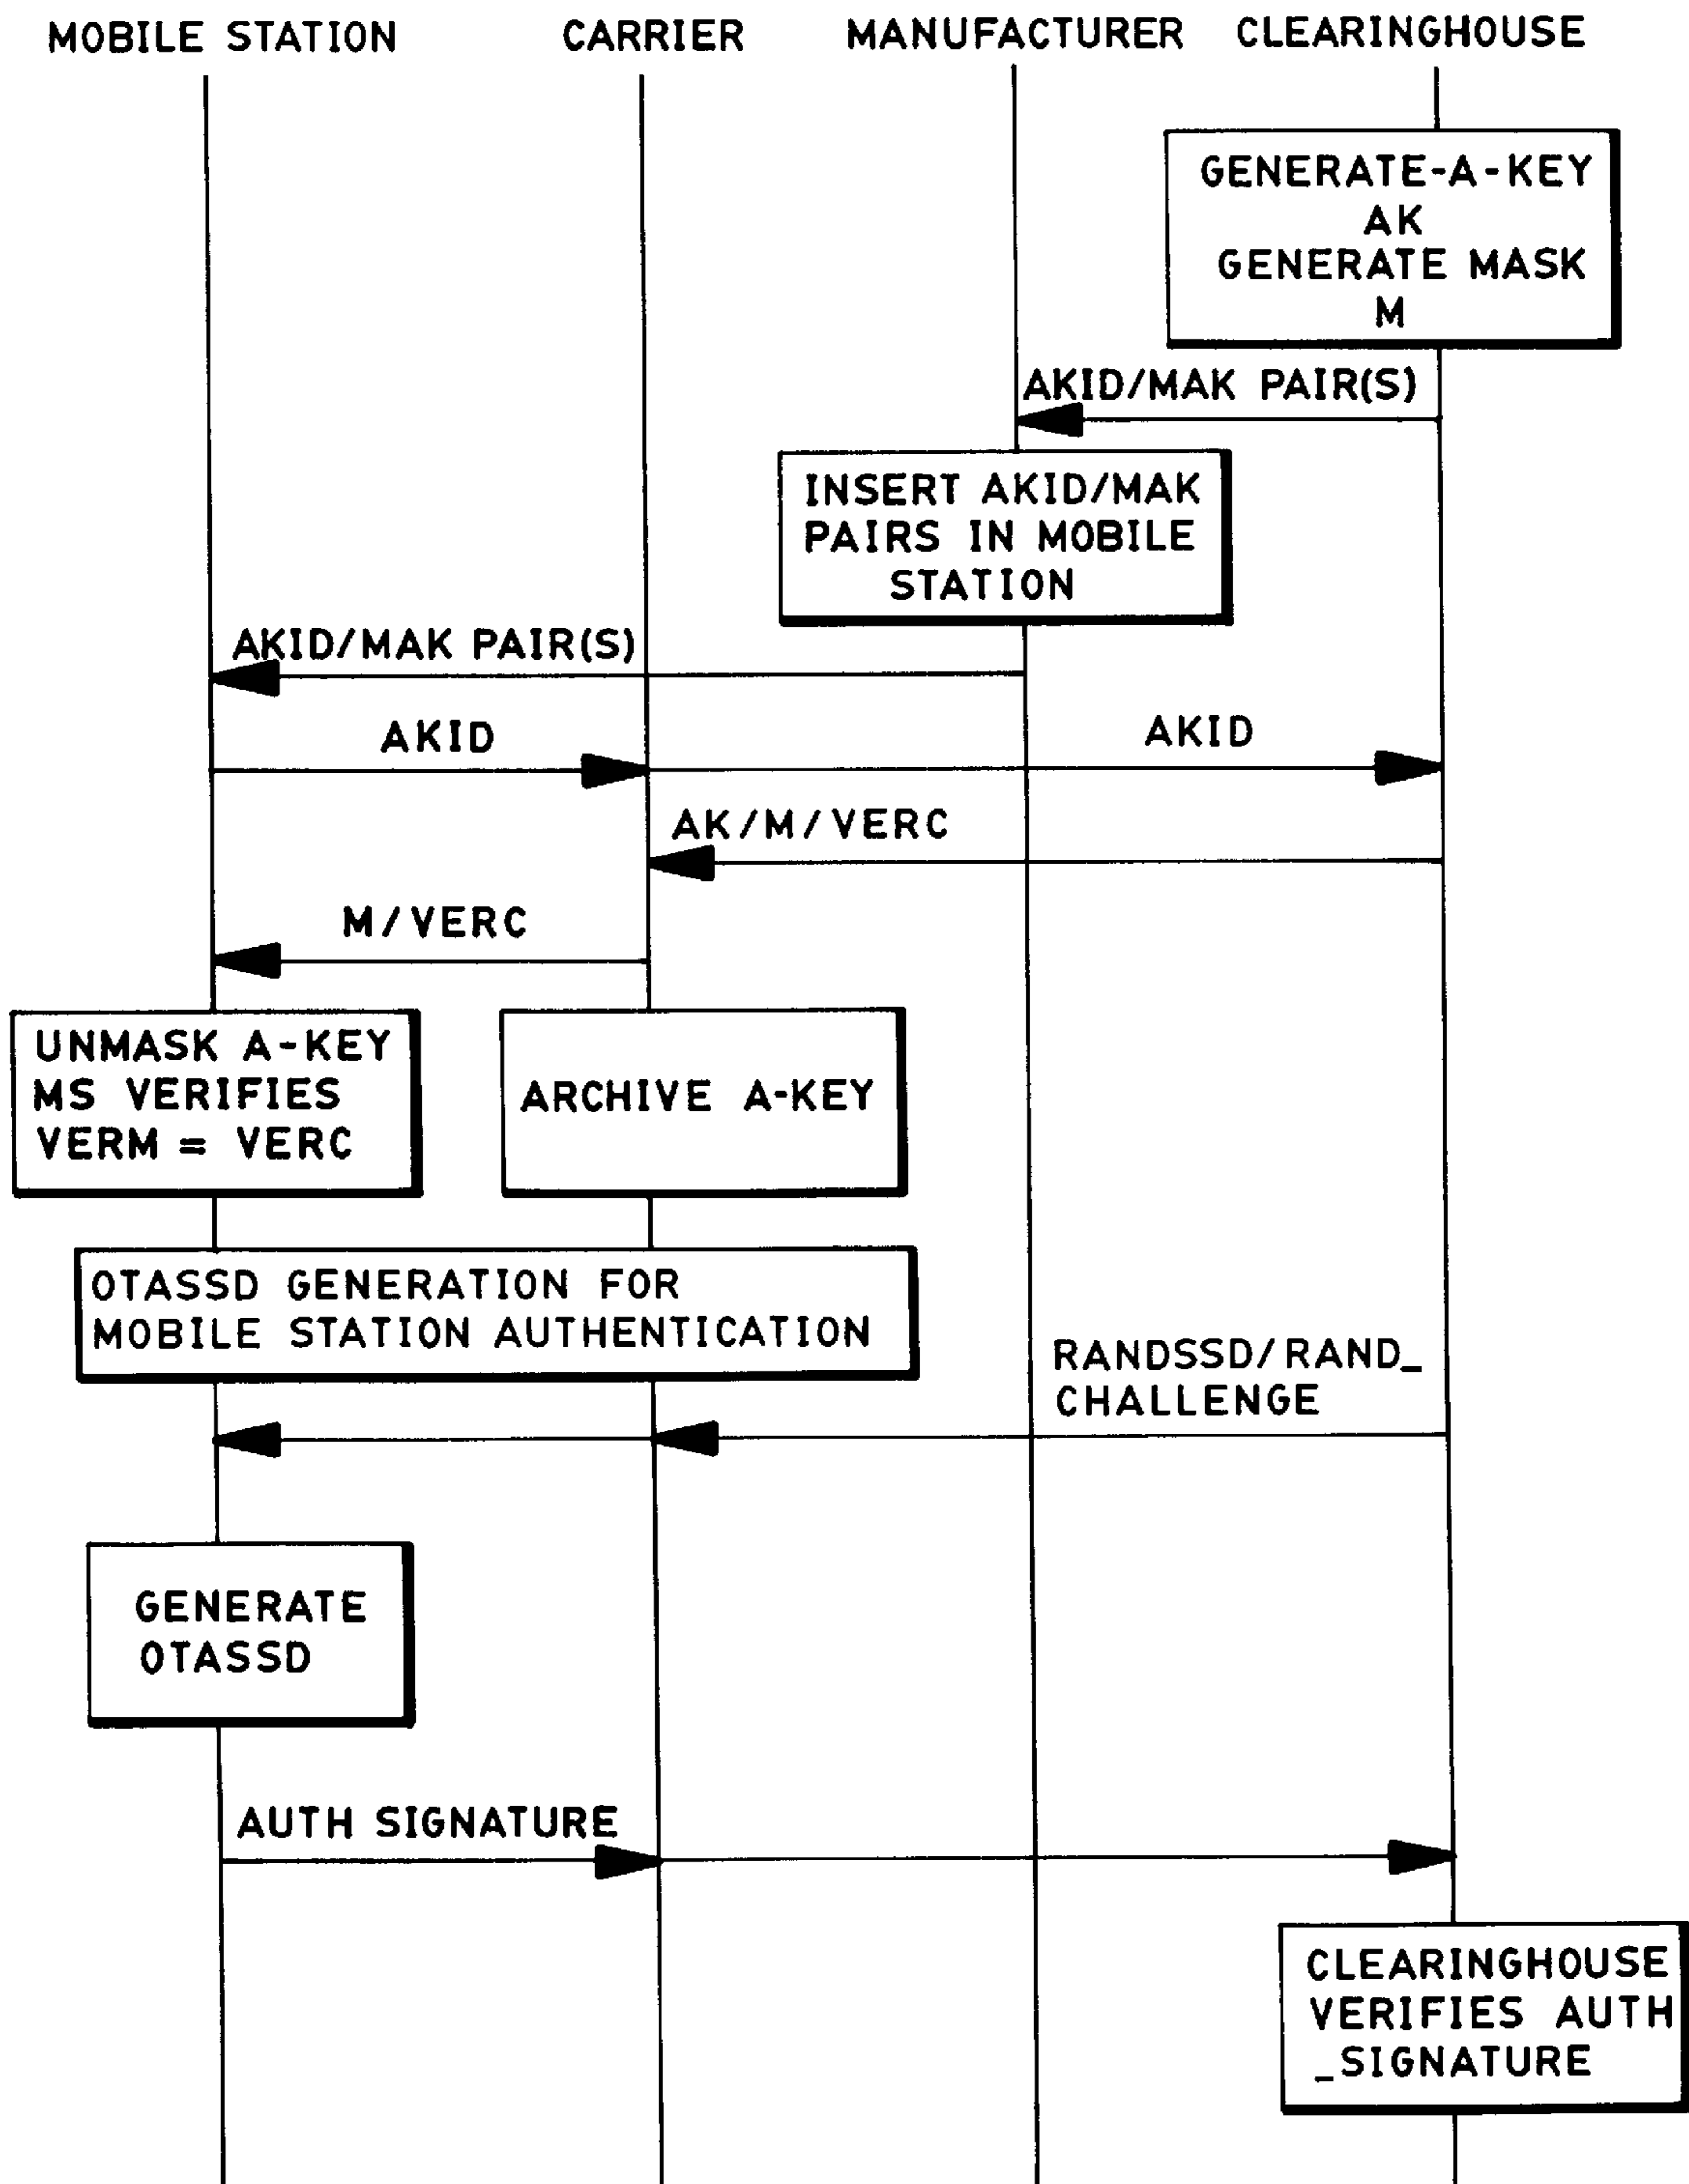 MOBILE STATION
CARRIER
MANUFACTURER
CLEARINGHOUSE
GENERATE-A-KEY
AK
GENERATE MASK
M
AKID/MAK PAIR(S)
INSERT AKID/MAK
PAIRS IN MOBILE
STATION
AKID/MAK PAIR(S)
AKID
AKID
AK/M/VERC
M/VERC
UNMASK A-KEY
MS VERIFIES
VERM = VERC
ARCHIVE A-KEY
OTASSD GENERATION FOR
MOBILE STATION AUTHENTICATION
RANDSSD/RAND_
CHALLENGE
GENERATE
OTASSD
AUTH SIGNATURE
CLEARINGHOUSE
VERIFIES AUTH
_SIGNATURE